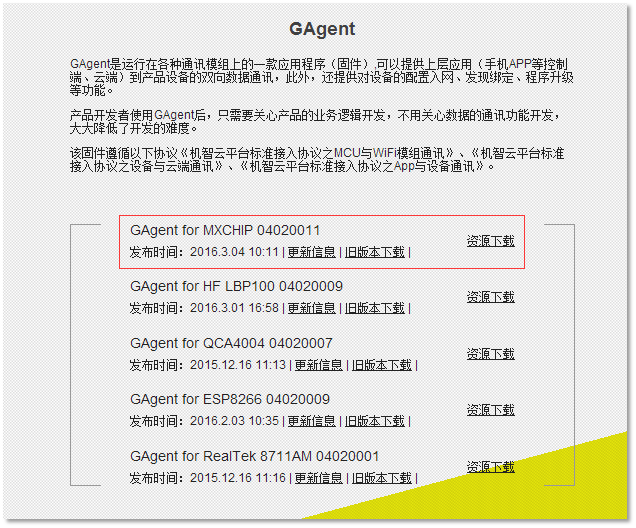 GAgent
GAgent是运行在各种通讯模组上的一款应用程序（固件）,可以提供上层应用（手机APP等控制
端、云端）到产品设备的双向数据通讯，此外，还提供对设备的配置入网、发现绑定、程序升级
等功能。
产品开发者使用GAgent后，只需要关心产品的业务逻辑开发，不用关心数据的通讯功能开发，
大大降低了开发的难度。
该固件遵循以下协议《机智云平台标准接入协议之MCU与WiFi模组通讯》、《机智云平台标准
接入协议之设备与云端通讯》、《机智云平台标准接入协议之App与设备通讯》。
GAgent for MXCHIP 04020011
资源下载
发布时间：2016.3.04 10:11 | 更新信息 | 旧版本下载 |
GAgent for HF LBP100 04020009
资源下载
发布时间：2016.3.01 16:58 | 更新信息 | 旧版本下载 |
GAgent for QCA4004 04020007
资源下载
发布时间：2015.12.16 11:13 | 更新信息 | 旧版本下载 |
GAgent for ESP8266 04020009
资源下载
发布时间：2016.2.03 10:35 | 更新信息 | 旧版本下载 |
GAgent for RealTek 8711AM 04020001
资源下载
发布时间：2015.12.16 11:16 | 更新信息 | 旧版本下载 |